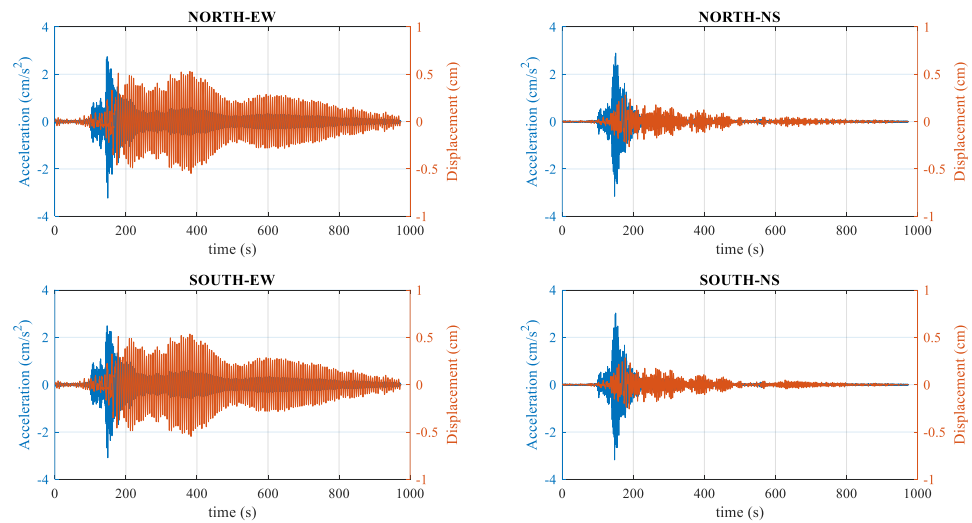 NORTH-EW
4
2
0
-2
-4
Acceleration (cm/s²)
1
0.5
0
-0.5
-1
Displacement (cm)
0 200 400 600 800 1000
time (s)
NORTH-NS
4
2
0
-2
-4
Acceleration (cm/s²)
1
0.5
0
-0.5
-1
Displacement (cm)
0 200 400 600 800 1000
time (s)
SOUTH-EW
4
2
0
-2
-4
Acceleration (cm/s²)
1
0.5
0
-0.5
-1
Displacement (cm)
0 200 400 600 800 1000
time (s)
SOUTH-NS
4
2
0
-2
-4
Acceleration (cm/s²)
1
0.5
0
-0.5
-1
Displacement (cm)
0 200 400 600 800 1000
time (s)